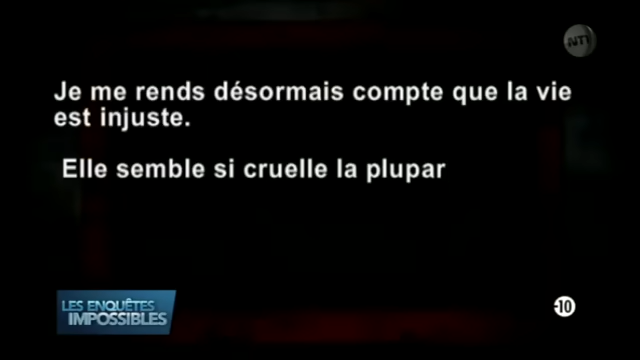 NT1
Je me rends désormais compte que la vie
est injuste.
Elle semble si cruelle la plupar
LES ENQUÊTES
IMPOSSIBLES
-10